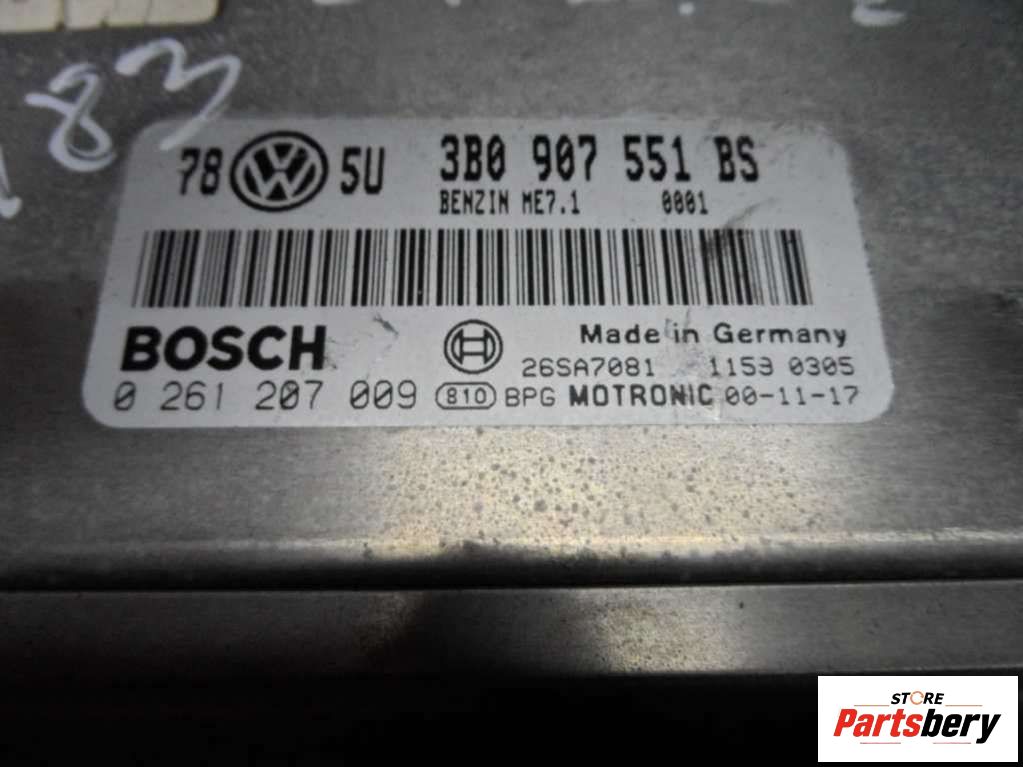 183
78 VW 5U 3B0 907 551 BS
BENZIN ME7.1 0001
BOSCH Made in Germany
26SA7081 1153 0305
0 261 207 009 810 BPG MOTRONIC 00-11-17
STORE
Partsbery